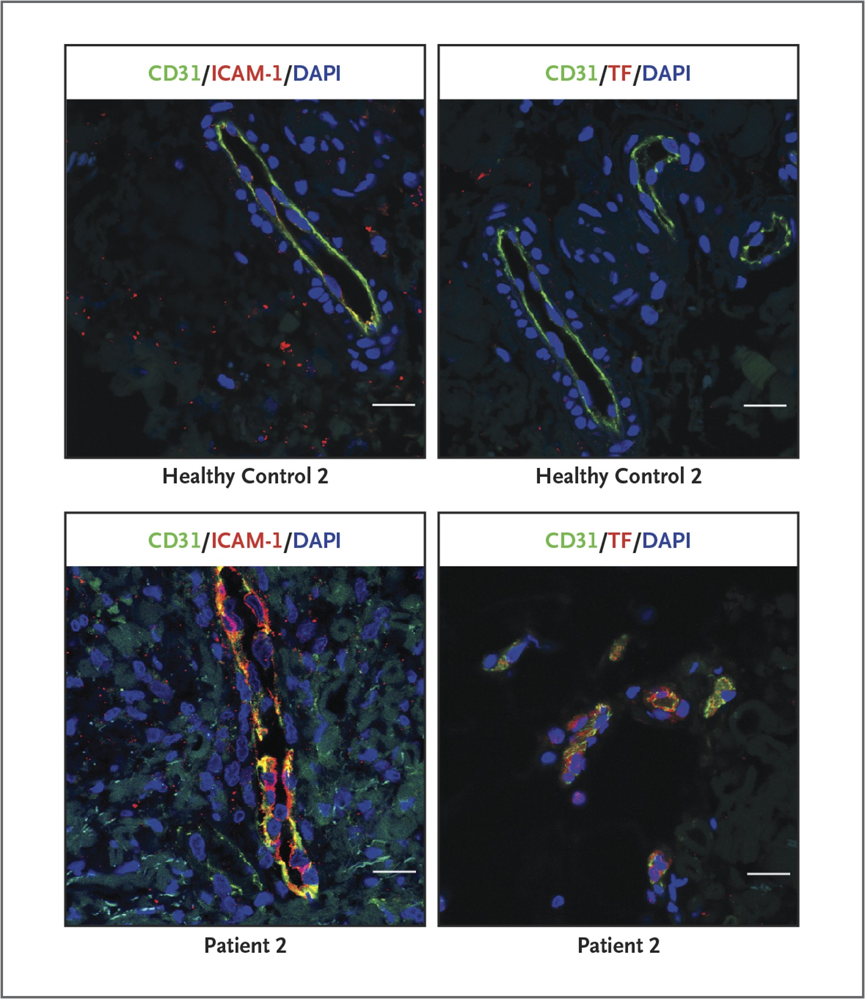 CD31/ICAM-1/DAPI
CD31/TF/DAPI
Healthy Control 2
Healthy Control 2
CD31/ICAM-1/DAPI
CD31/TF/DAPI
Patient 2
Patient 2